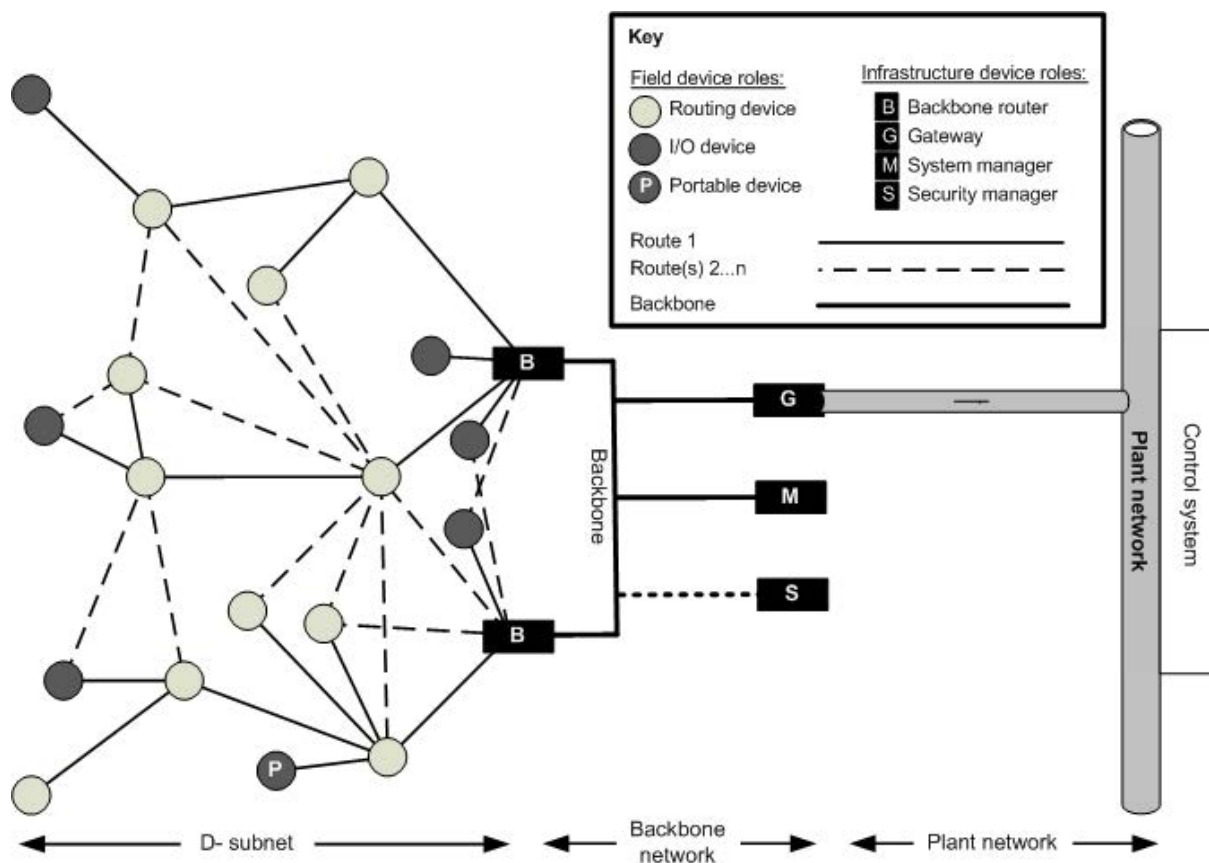 Key
Field device roles:
Routing device
I/O device
P Portable device
Infrastructure device roles:
B Backbone router
G Gateway
M System manager
S Security manager
Route 1
Route(s) 2...n
Backbone
B
G
Backbone
M
S
B
P
Plant network
Control system
D- subnet
Backbone
network
Plant network